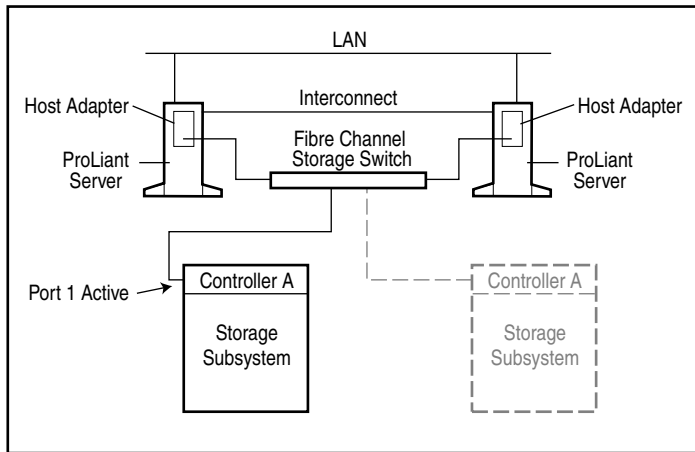 LAN
Host Adapter
Interconnect
Host Adapter
ProLiant
Server
Fibre Channel
Storage Switch
ProLiant
Server
Port 1 Active
Controller A
Storage
Subsystem
Controller A
Storage
Subsystem